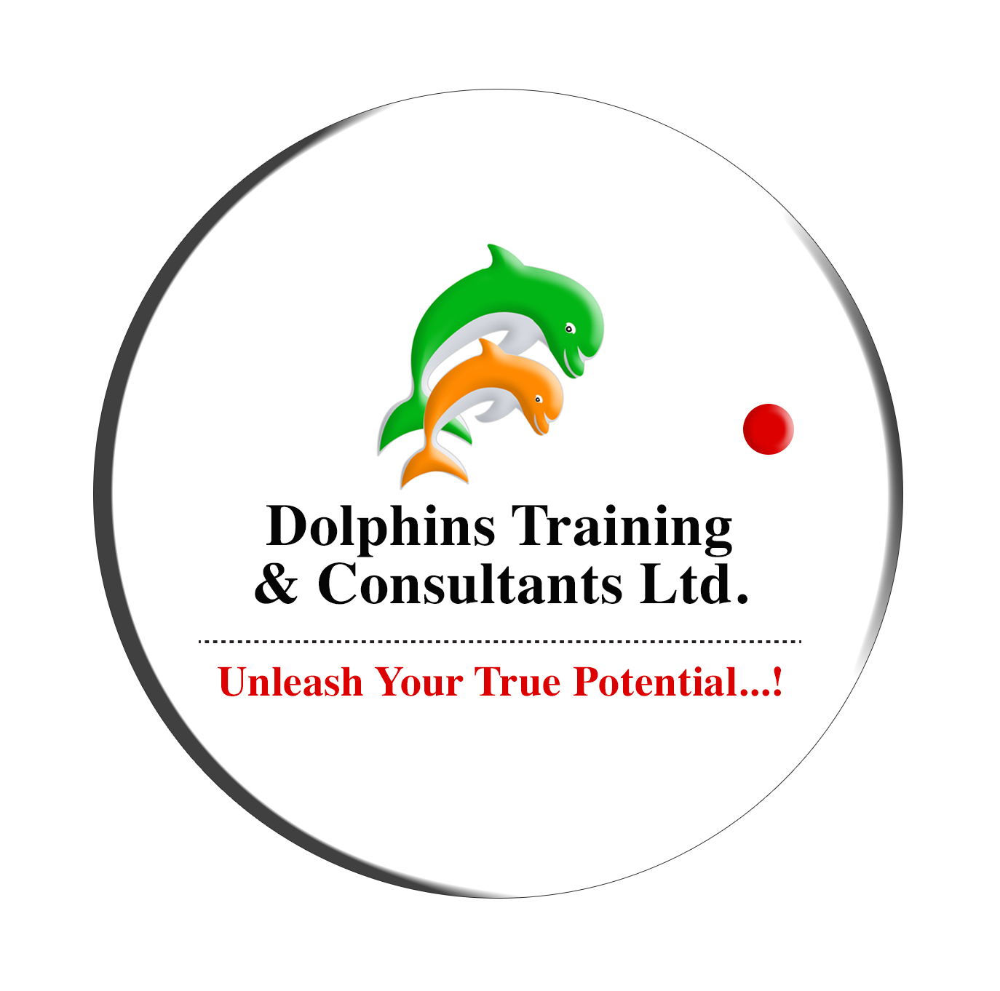 Dolphins Training
& Consultants Ltd.
Unleash Your True Potential...!